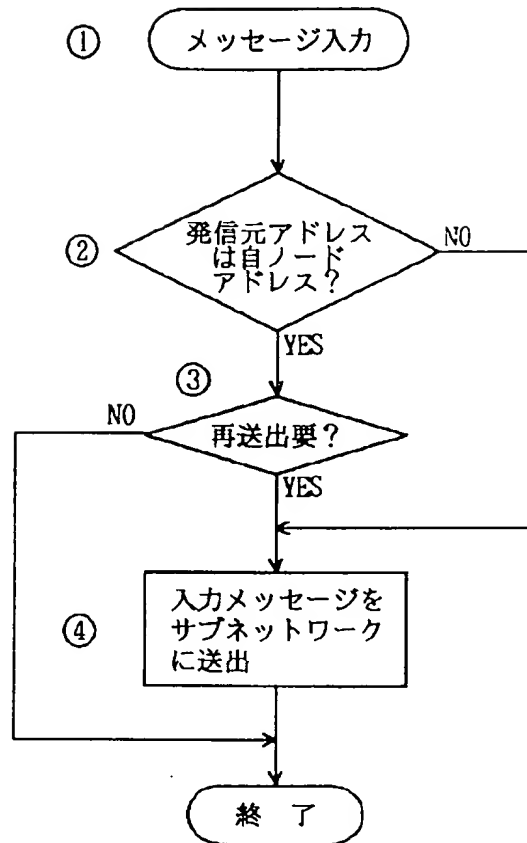 ① メッセージ入力
② 発信元アドレス
は自ノード
アドレス?
NO
YES
③
NO
再送出要?
YES
④ 入力メッセージを
サブネットワーク
に送出
終 了